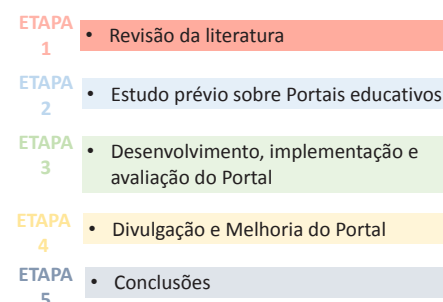 ETAPA
1
• Revisão da literatura
ETAPA
2
• Estudo prévio sobre Portais educativos
ETAPA
3
• Desenvolvimento, implementação e
avaliação do Portal
ETAPA
4
• Divulgação e Melhoria do Portal
ETAPA
5
• Conclusões